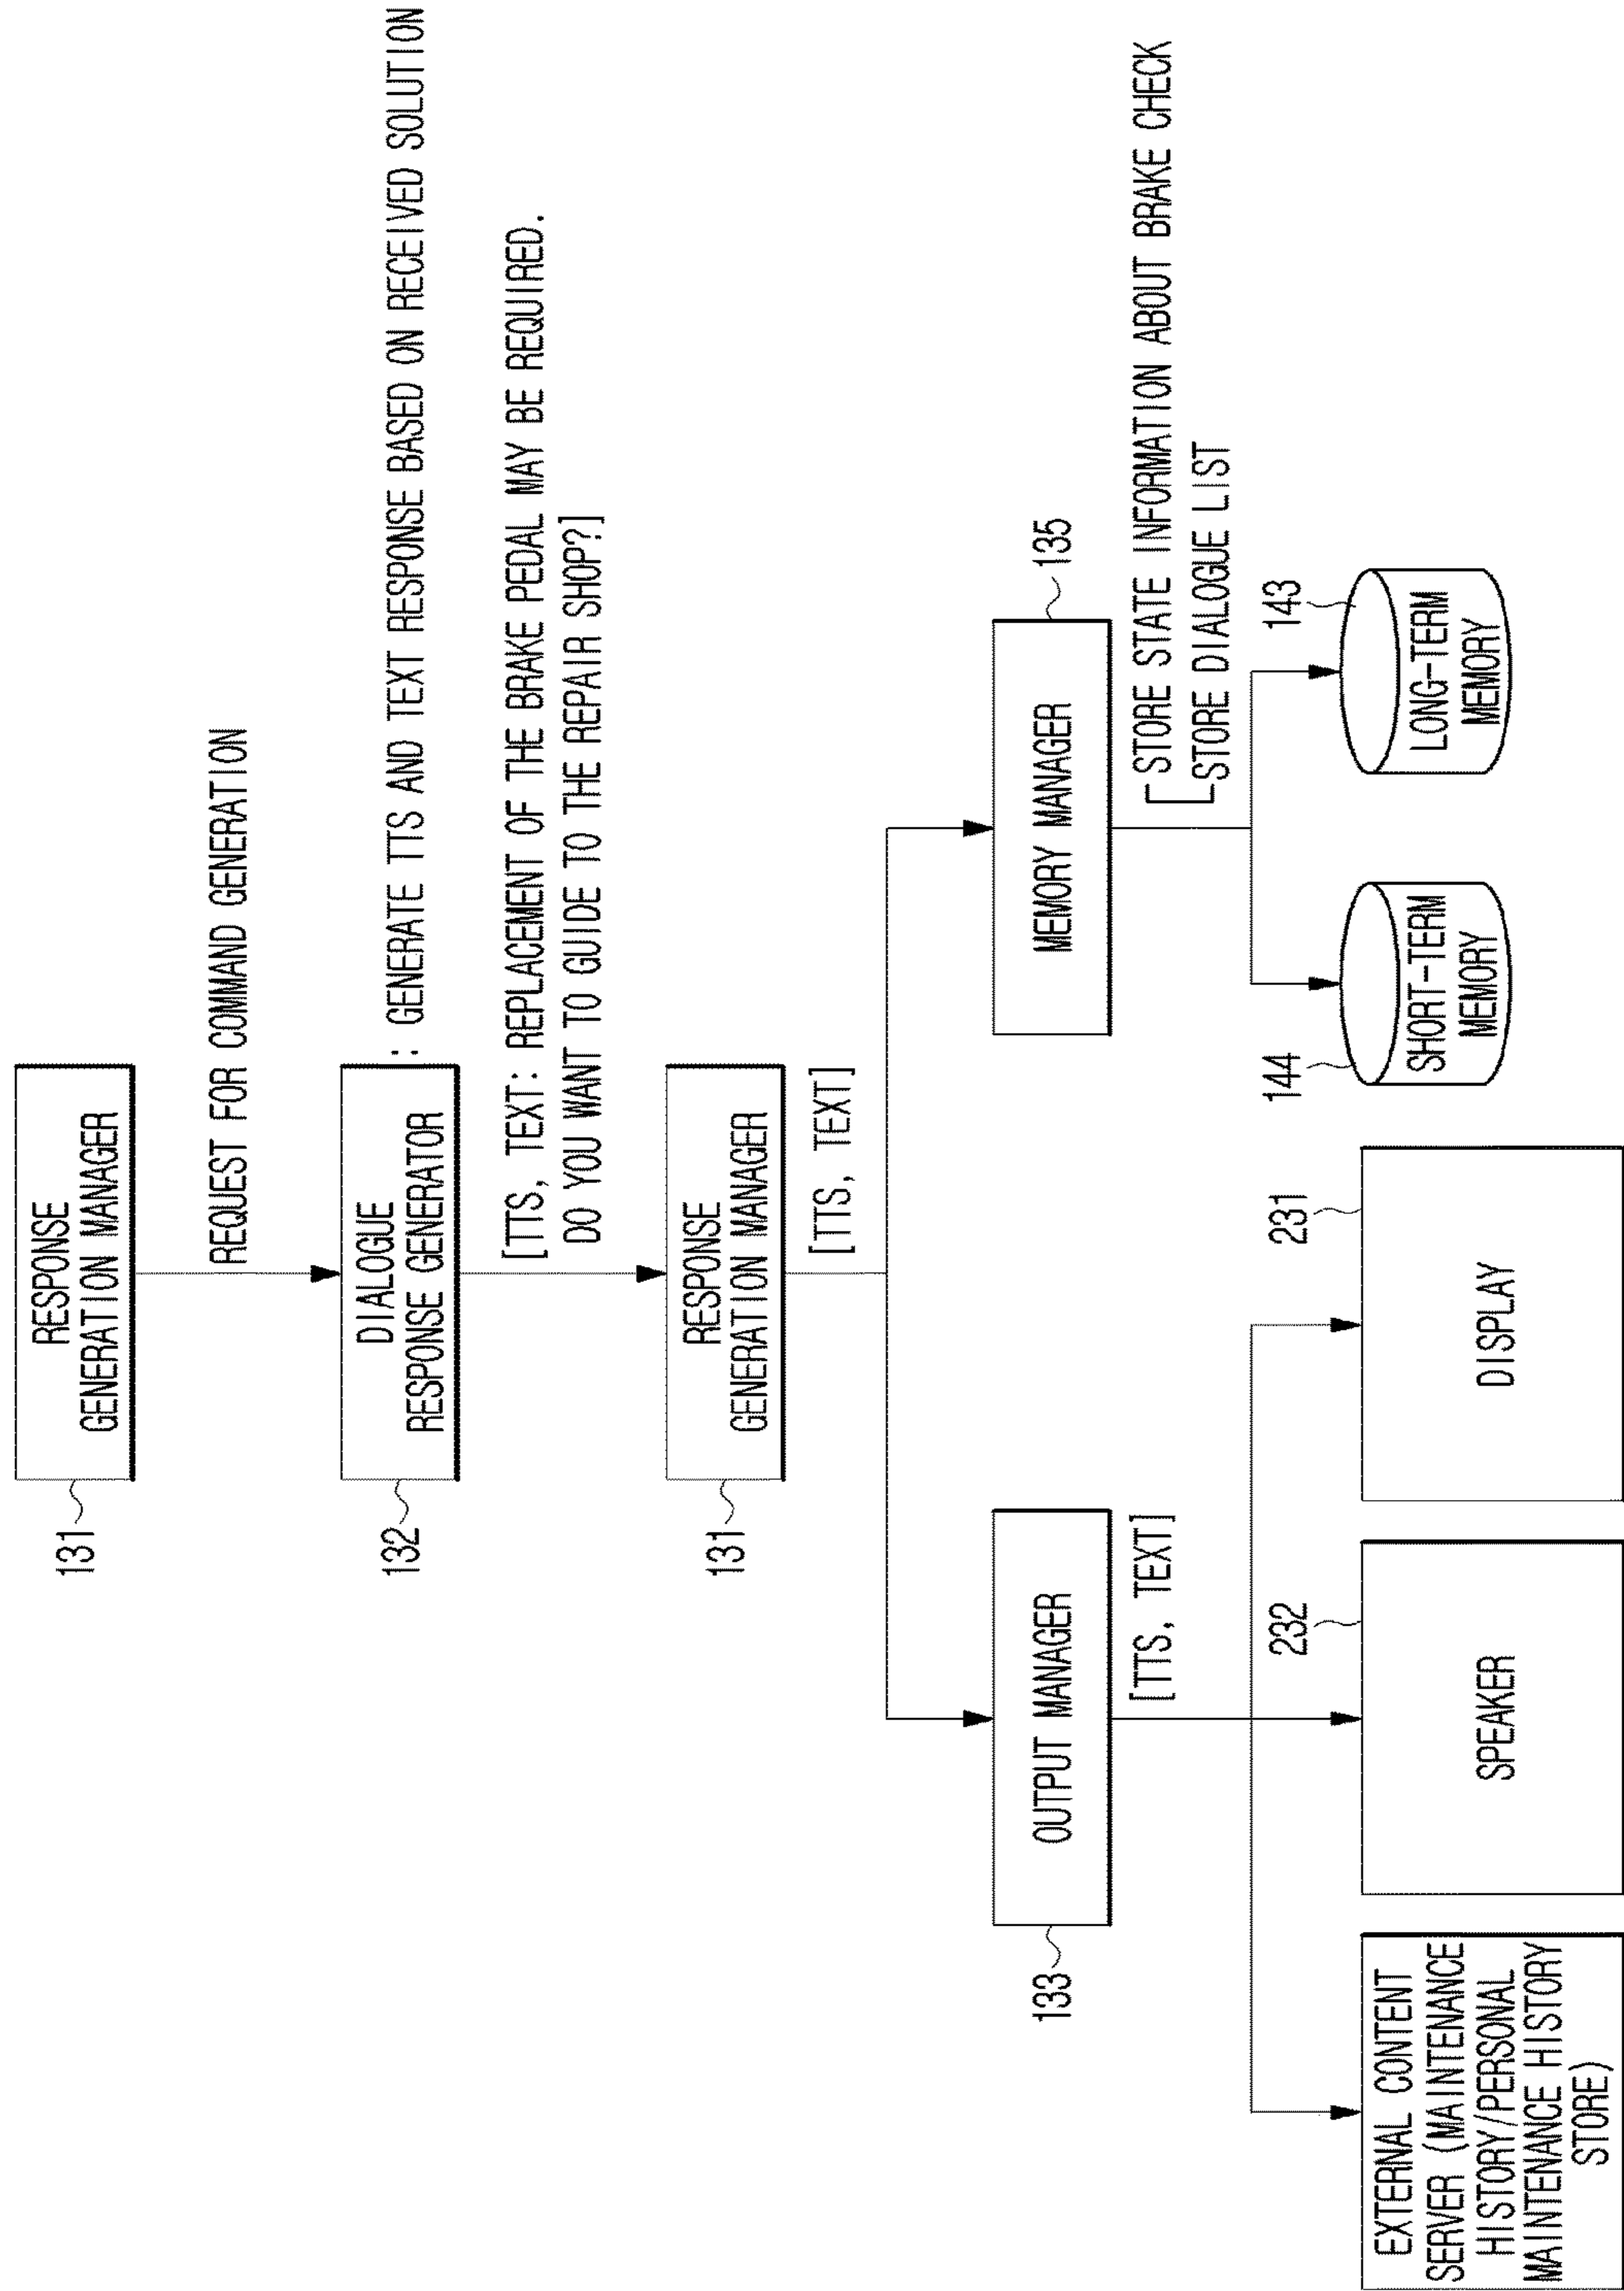 RESPONSE
GENERATION MANAGER
131
REQUEST FOR COMMAND GENERATION
DIALOGUE
RESPONSE GENERATOR
132
: GENERATE TTS AND TEXT RESPONSE BASED ON RECEIVED SOLUTION
[TTS, TEXT: REPLACEMENT OF THE BRAKE PEDAL MAY BE REQUIRED.
DO YOU WANT TO GUIDE TO THE REPAIR SHOP?]
RESPONSE
GENERATION MANAGER
131
[TTS, TEXT]
OUTPUT MANAGER
133
MEMORY MANAGER
135
[TTS, TEXT]
STORE STATE INFORMATION ABOUT BRAKE CHECK
STORE DIALOGUE LIST
EXTERNAL CONTENT
SERVER (MAINTENANCE
HISTORY/PERSONAL
MAINTENANCE HISTORY
STORE)
232
SPEAKER
231
DISPLAY
144
SHORT-TERM
MEMORY
143
LONG-TERM
MEMORY